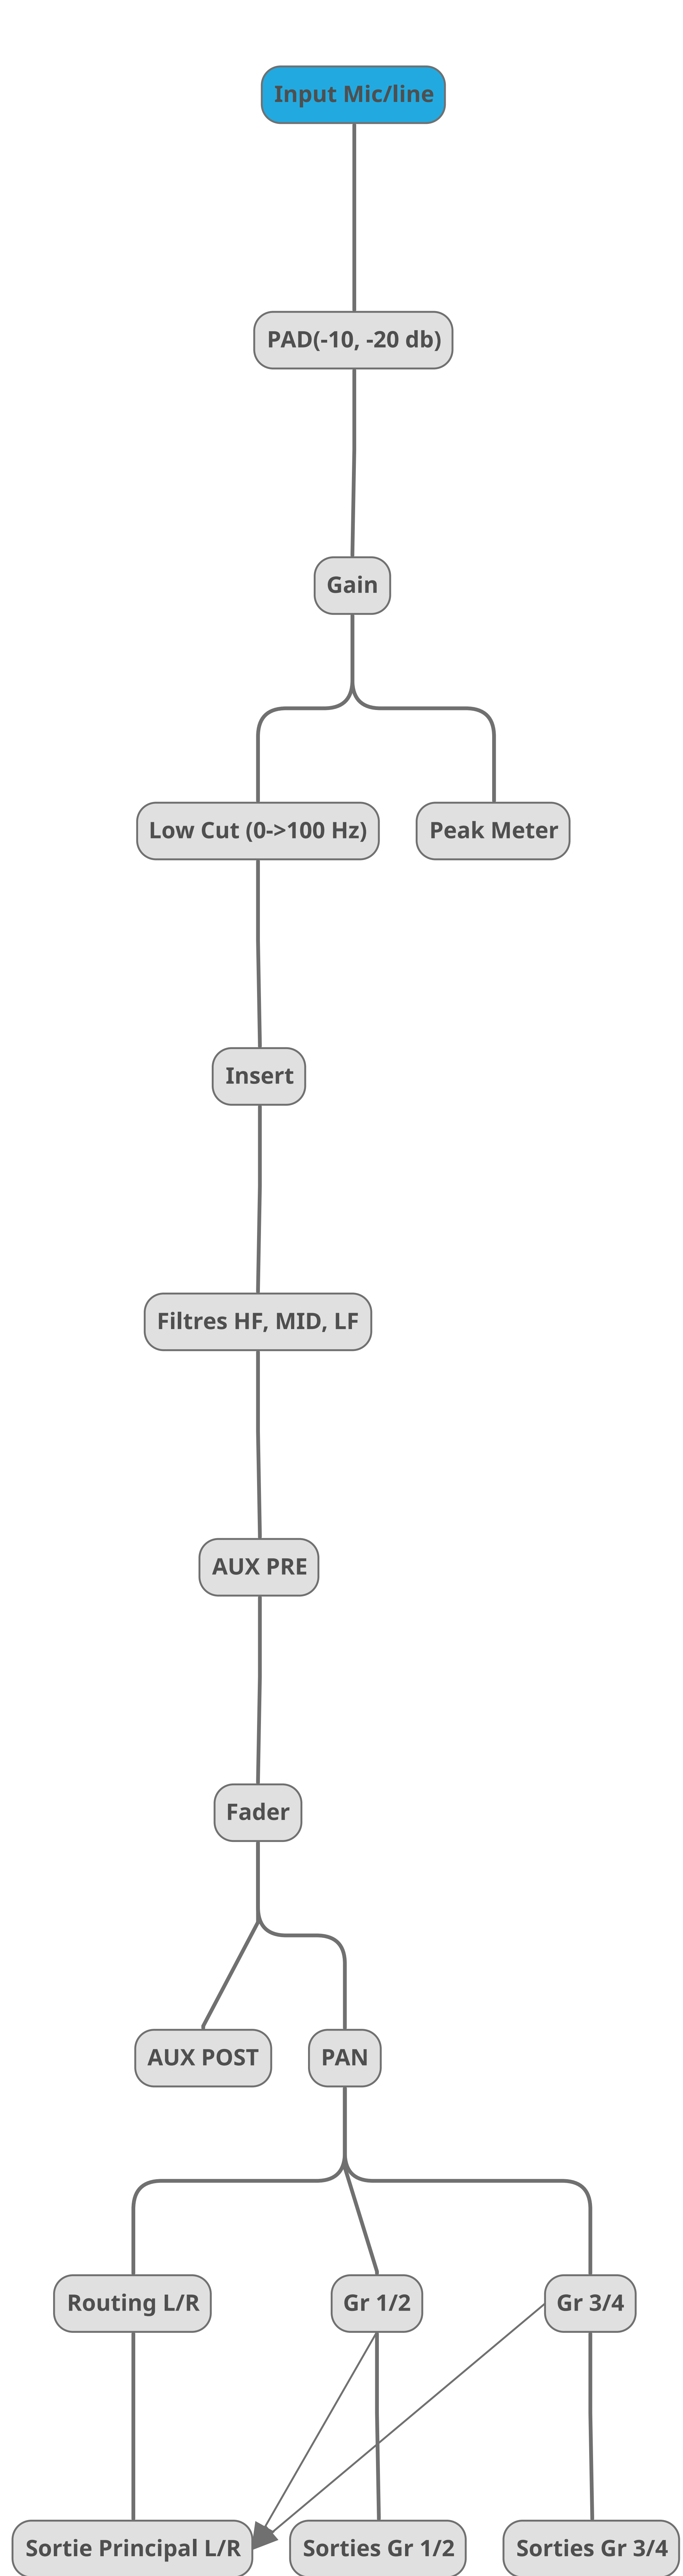 Input Mic/line
PAD(-10, -20 db)
Gain
Low Cut (0->100 Hz)
Peak Meter
Insert
Filtres HF, MID, LF
AUX PRE
Fader
AUX POST
PAN
Routing L/R
Gr 1/2
Gr 3/4
Sortie Principal L/R
Sorties Gr 1/2
Sorties Gr 3/4